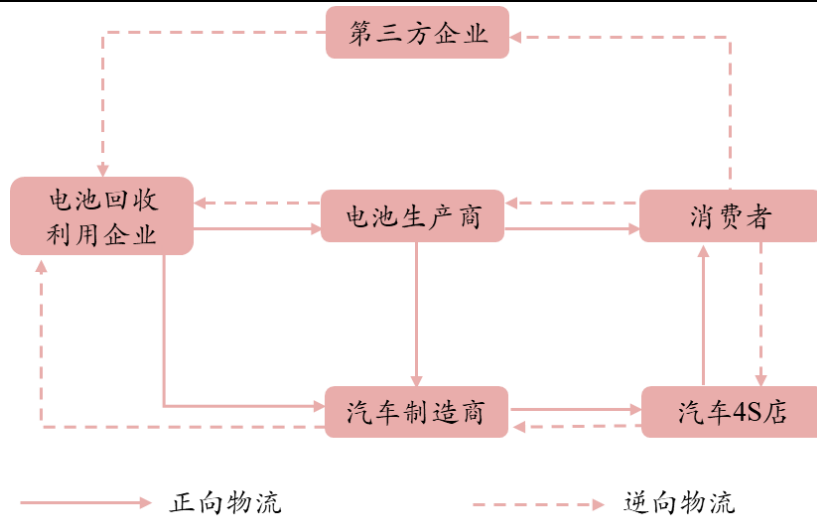 第三方企业
电池回收
利用企业
电池生产商
消费者
汽车制造商
汽车4S店
正向物流
逆向物流